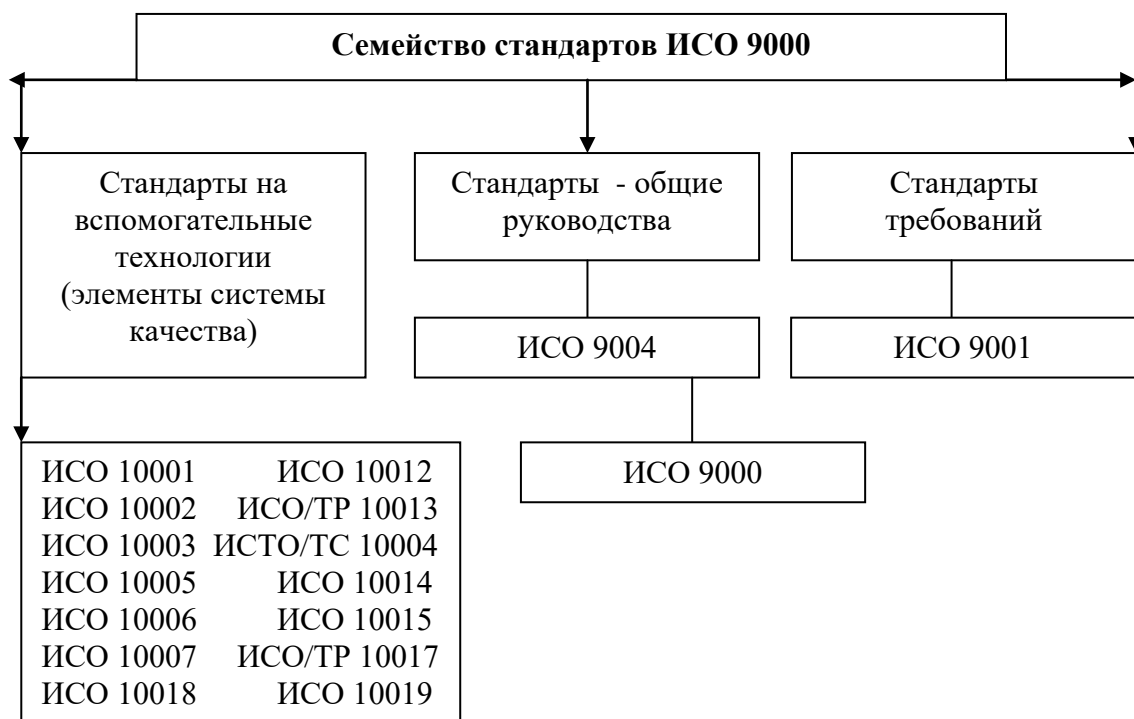 Семейство стандартов ИСО 9000
Стандарты на
вспомогательные
технологии
(элементы системы
качества)
Стандарты - общие
руководства
Стандарты
требований
ИСО 9004
ИСО 9001
ИСО 9000
ИСО 10001 ИСО 10012
ИСО 10002 ИСО/ТР 10013
ИСО 10003 ИСТО/ТС 10004
ИСО 10005 ИСО 10014
ИСО 10006 ИСО 10015
ИСО 10007 ИСО/ТР 10017
ИСО 10018 ИСО 10019